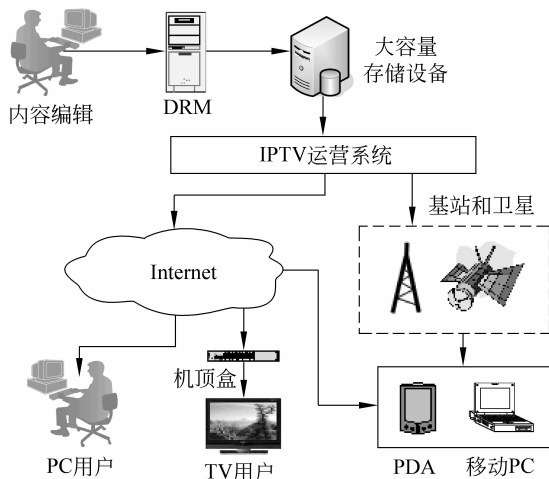 内容编辑
DRM
大容量
存储设备
IPTV运营系统
基站和卫星
Internet
机顶盒
PC用户
TV用户
PDA
移动PC